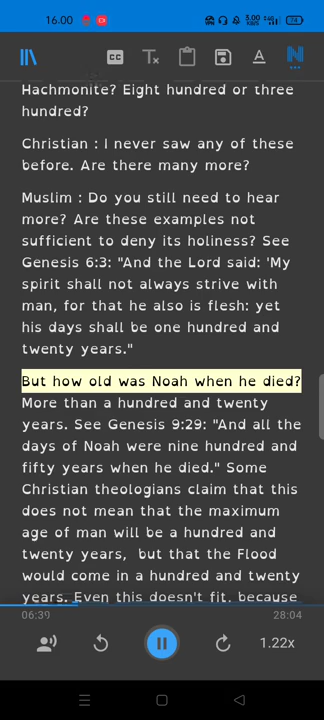 16.00
3.00
KB/S
74
CC
T×
A
N
Hachmonite? Eight hundred or three
hundred?
Christian : I never saw any of these
before. Are there many more?
Muslim : Do you still need to hear
more? Are these examples not
sufficient to deny its holiness? See
Genesis 6:3: "And the Lord said: 'My
spirit shall not always strive with
man, for that he also is flesh: yet
his days shall be one hundred and
twenty years."
But how old was Noah when he died?
More than a hundred and twenty
years. See Genesis 9:29: "And all the
days of Noah were nine hundred and
fifty years when he died." Some
Christian theologians claim that this
does not mean that the maximum
age of man will be a hundred and
twenty years,  but that the Flood
would come in a hundred and twenty
years. Even this doesn't fit, because
06:39
28:04
1.22x